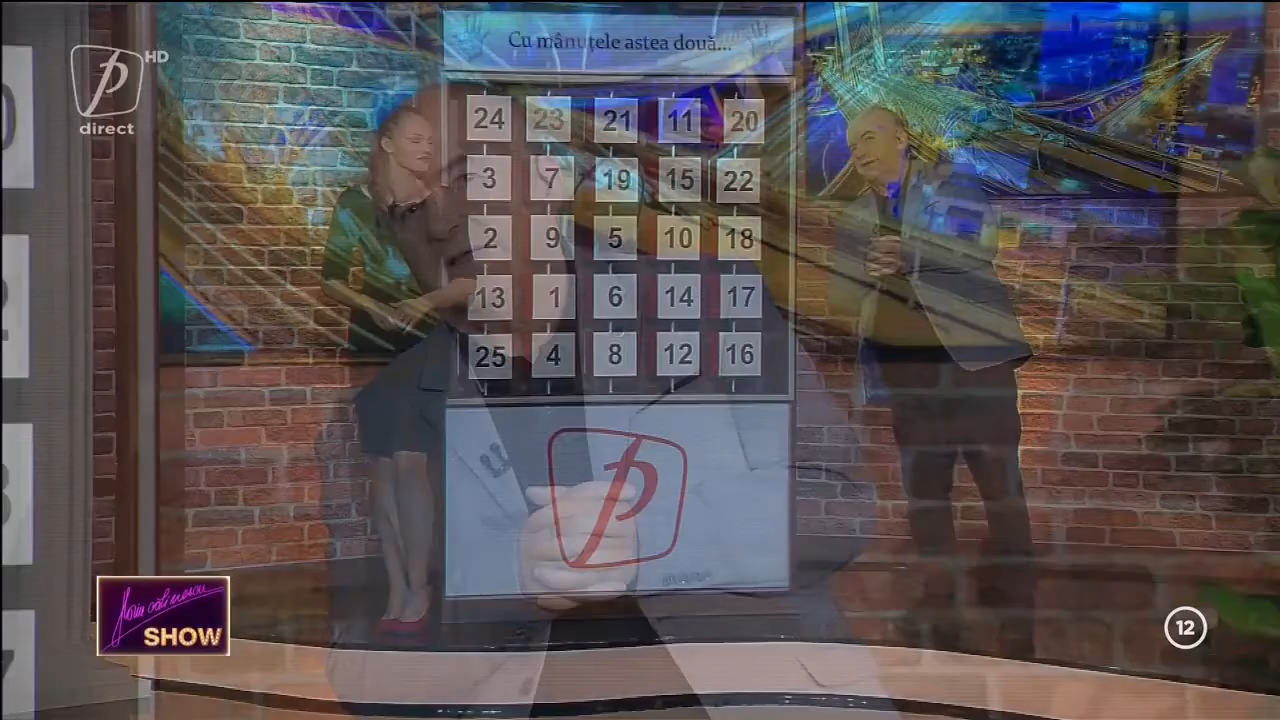 HD
direct
Cu mânuțele astea două...
24 23 21 11 20
3 7 19 15 22
2 9 5 10 18
13 1 6 14 17
25 4 8 12 16
SHOW
12